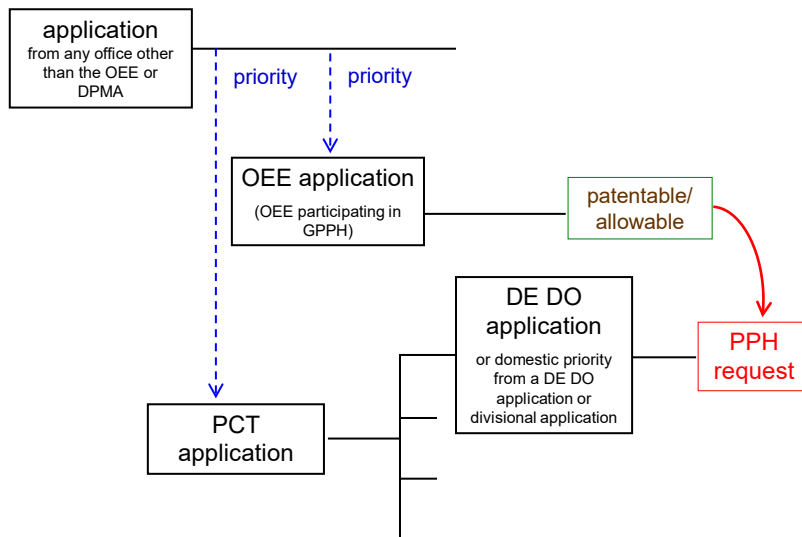 application
from any office other
than the OEE or
DPMA
priority
priority
OEE application
(OEE participating in
GPPH)
patentable/
allowable
DE DO
application
or domestic priority
from a DE DO
application or
divisional application
PPH
request
PCT
application